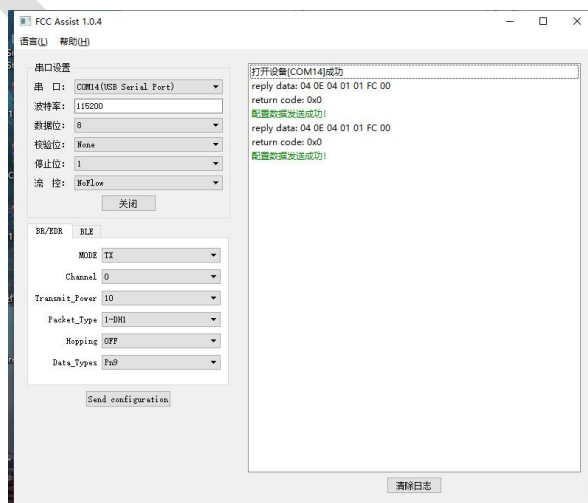 FCC Assist 1.0.4
语言(L) 帮助(H)
串口设置
串 口: COM14(USB Serial Port)
波特率: 115200
数据位: 8
校验位: None
停止位: 1
流 控: NoFlow
关闭
BR/EDR BLE
MODE TX
Channel 0
Transmit_Power 10
Packet_Type 1-DH1
Hopping OFF
Data_Types Pn9
Send configuration
打开设备[COM14]成功
reply data: 04 0E 04 01 01 FC 00
return code: 0x0
配置数据发送成功!
reply data: 04 0E 04 01 01 FC 00
return code: 0x0
配置数据发送成功!
清除日志